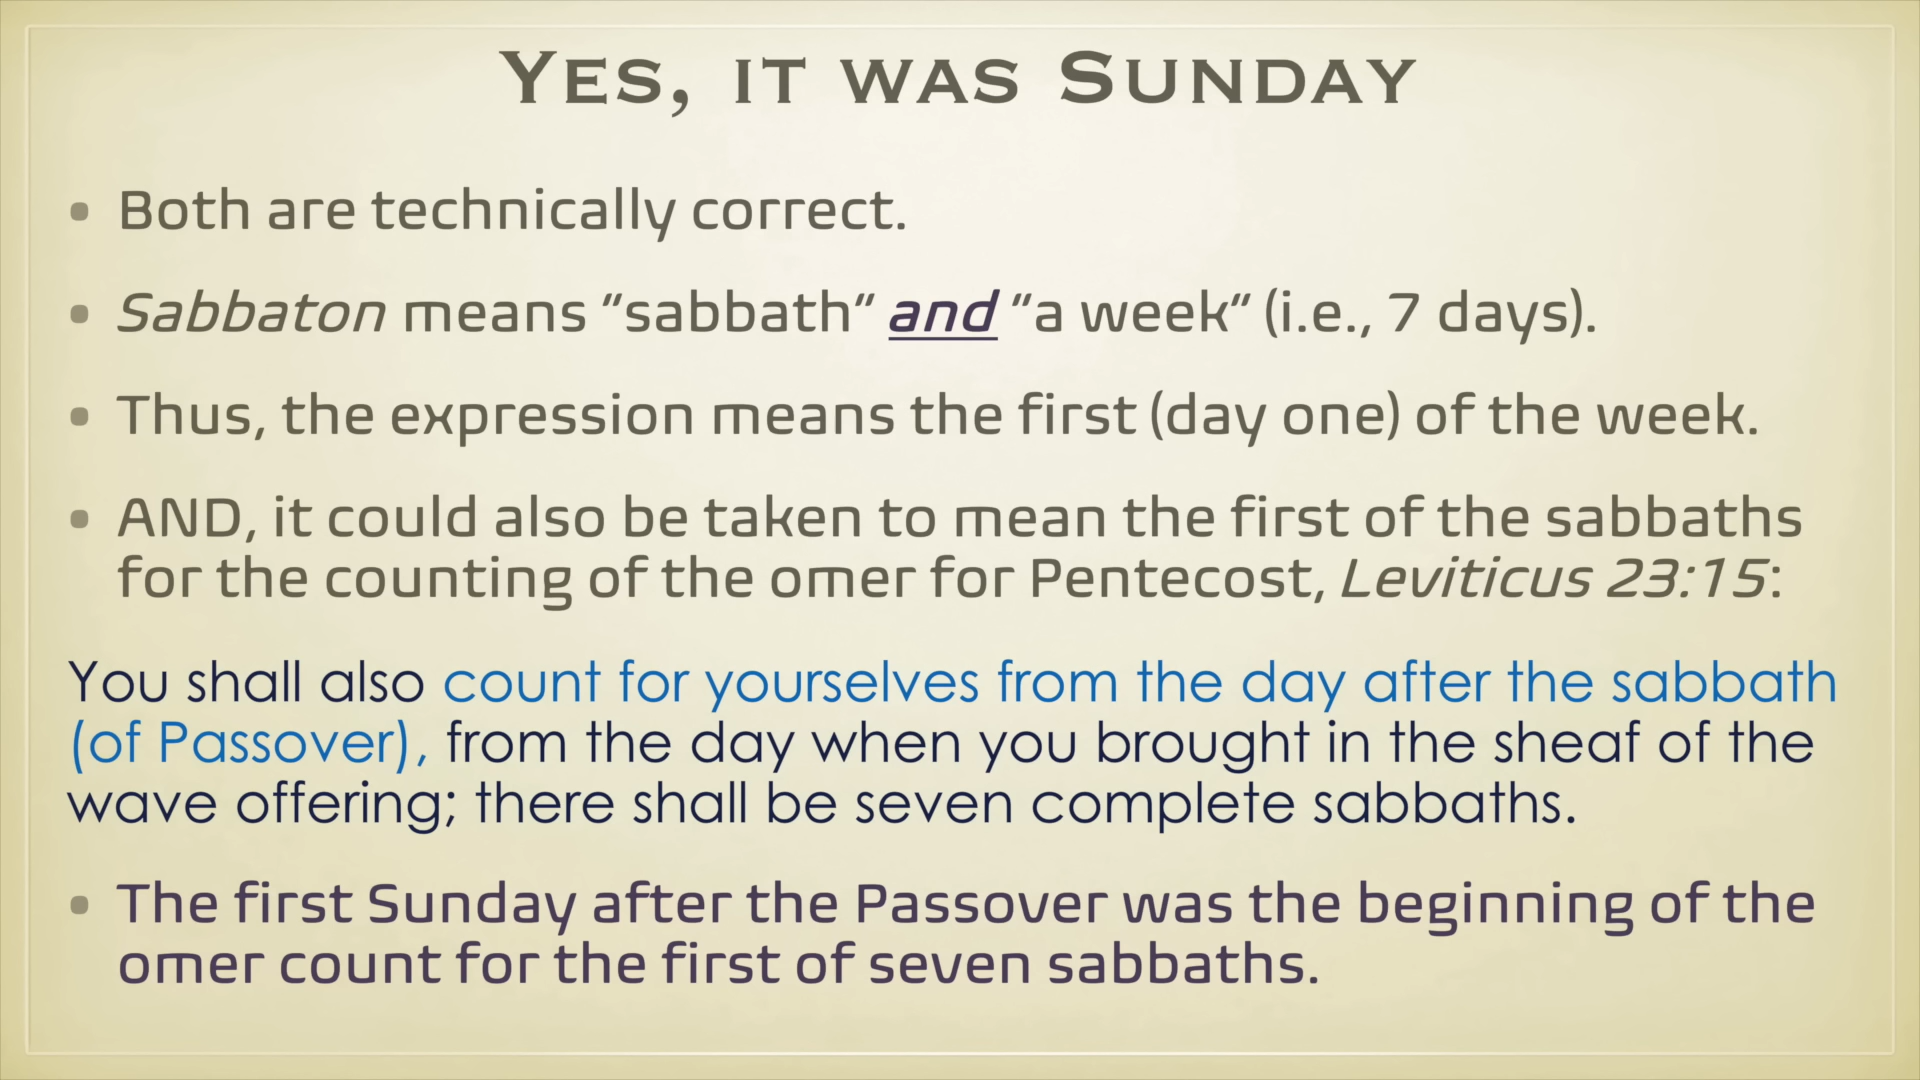 Yes, it was Sunday
• Both are technically correct.
• Sabbaton means “sabbath” and “a week” (i.e., 7 days).
• Thus, the expression means the first (day one) of the week.
• AND, it could also be taken to mean the first of the sabbaths
for the counting of the omer for Pentecost, Leviticus 23:15:
You shall also count for yourselves from the day after the sabbath
(of Passover), from the day when you brought in the sheaf of the
wave offering; there shall be seven complete sabbaths.
• The first Sunday after the Passover was the beginning of the
omer count for the first of seven sabbaths.